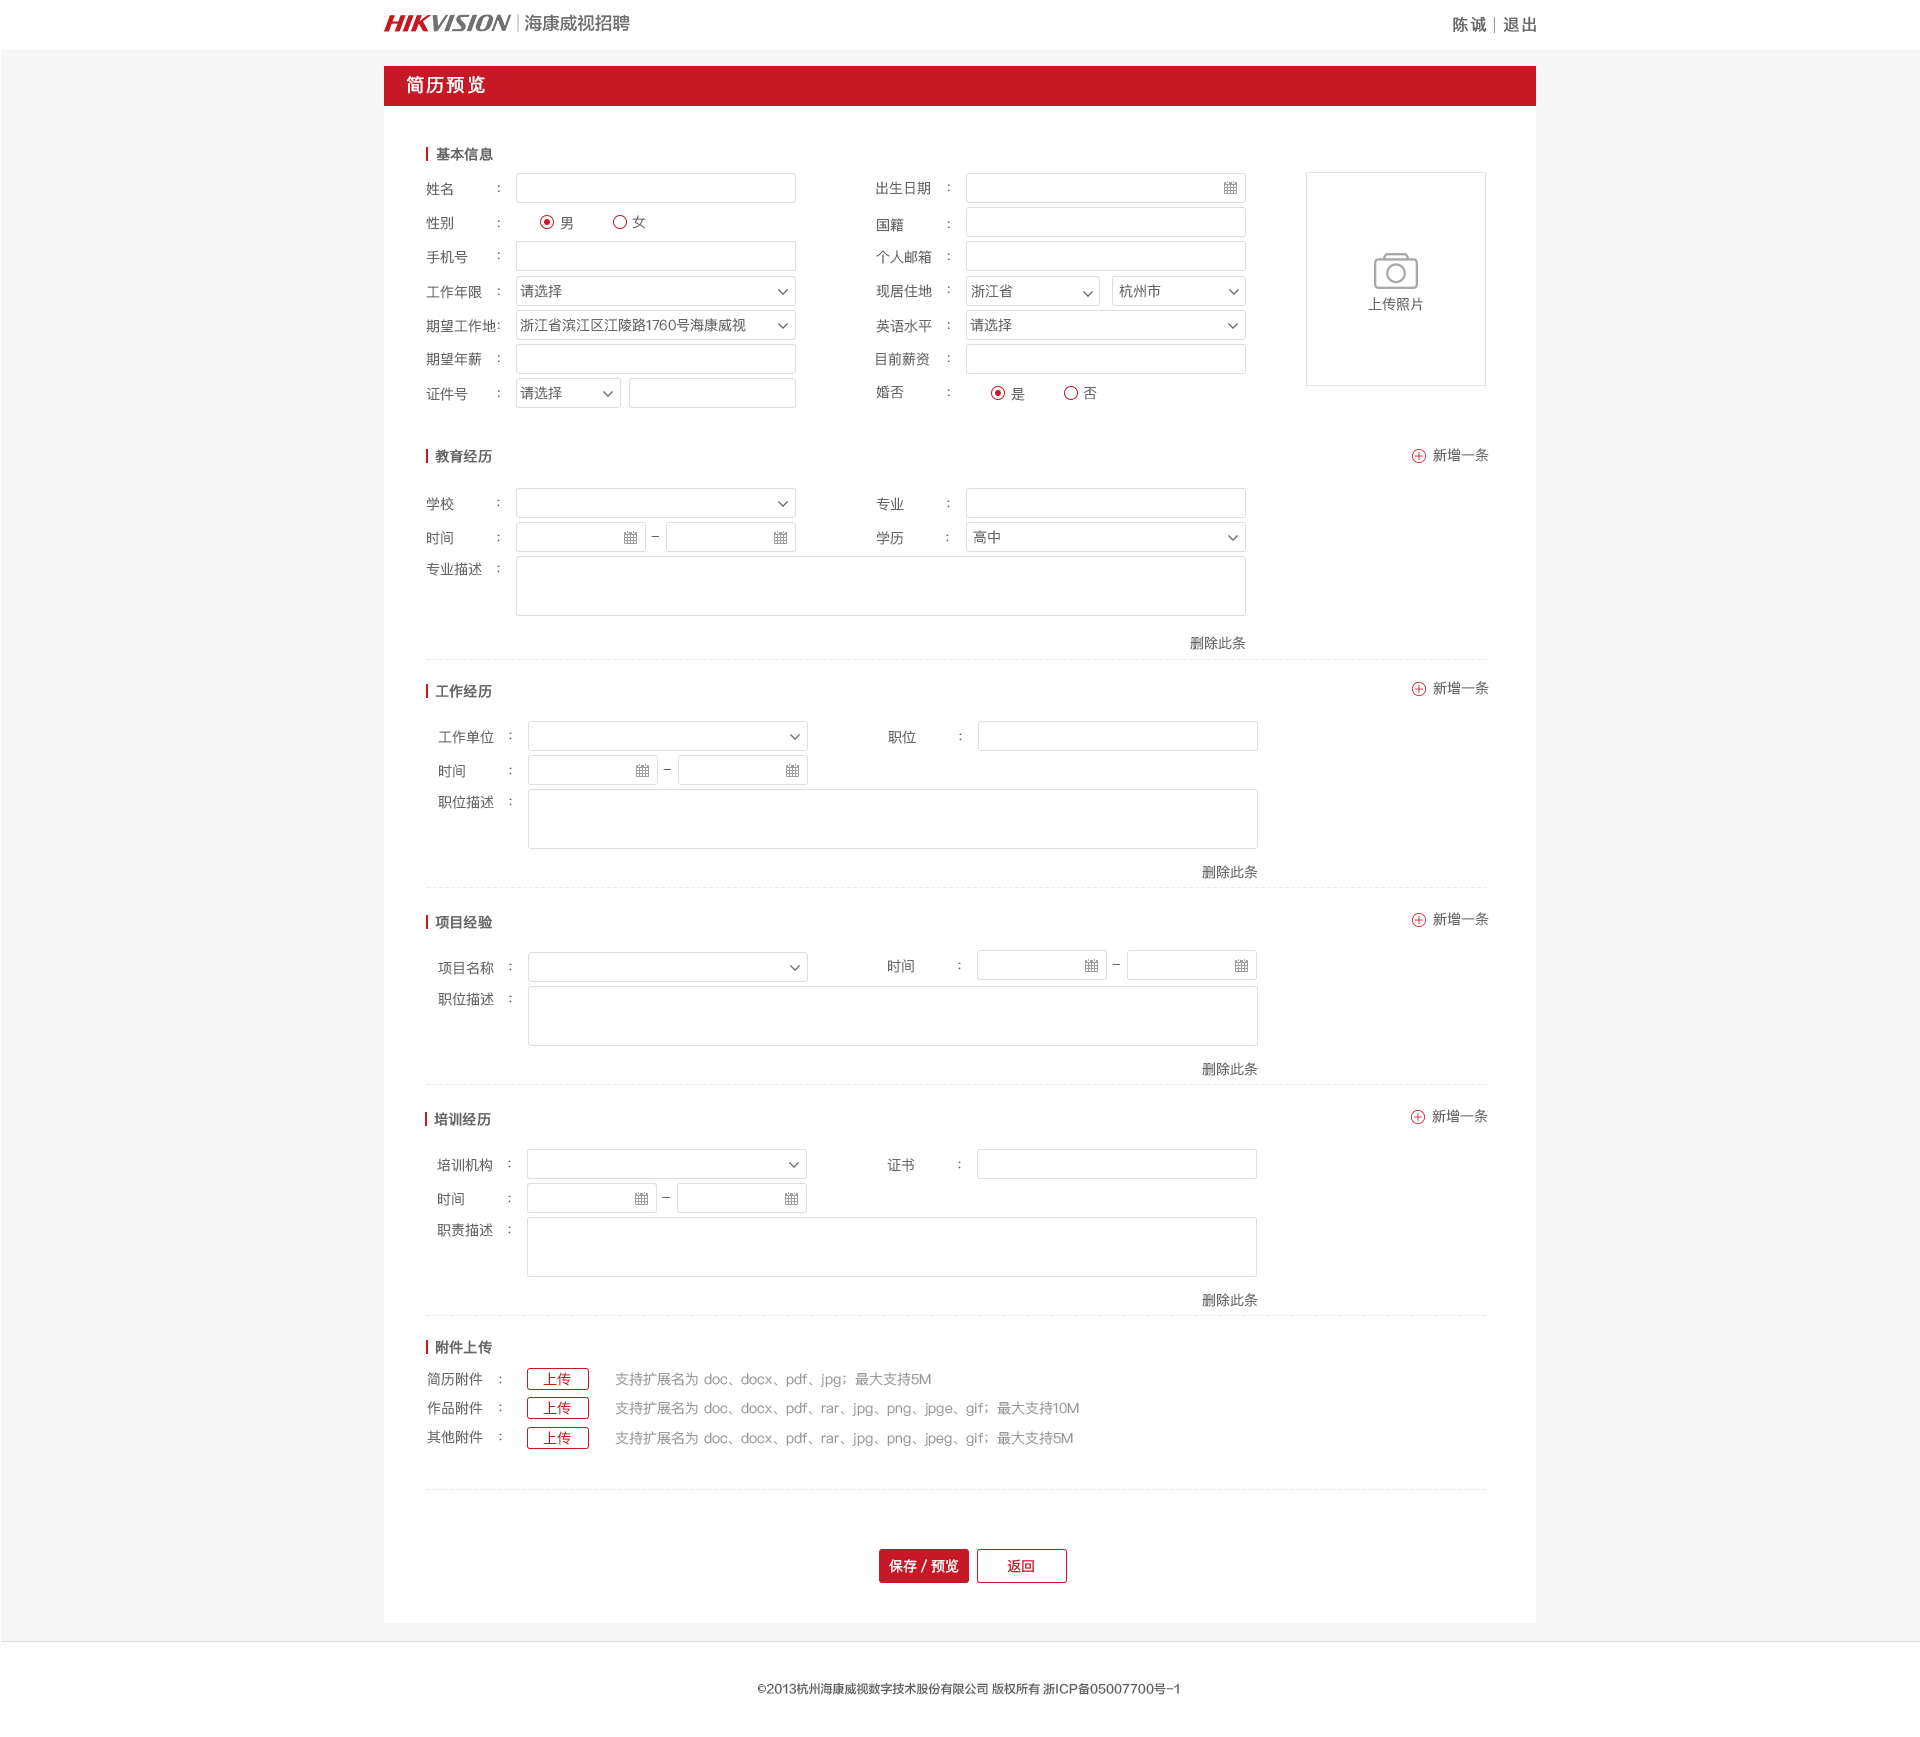 HIKVISION 海康威视招聘 陈诚 退出
简历预览
基本信息
姓名 : 出生日期 :
性别 : 男 女 国籍 :
手机号 : 个人邮箱 :
工作年限 : 请选择 现居住地 : 浙江省 杭州市
期望工作地: 浙江省滨江区江陵路1760号海康威视 英语水平 : 请选择
期望年薪 : 目前薪资 :
证件号 : 请选择 婚否 : 是 否
上传照片
教育经历 新增一条
学校 : 专业 :
时间 : – 学历 : 高中
专业描述 :
删除此条
工作经历 新增一条
工作单位 : 职位 :
时间 : –
职位描述 :
删除此条
项目经验 新增一条
项目名称 : 时间 : –
职位描述 :
删除此条
培训经历 新增一条
培训机构 : 证书 :
时间 : –
职责描述 :
删除此条
附件上传
简历附件 : 上传 支持扩展名为 doc、docx、pdf、jpg；最大支持5M
作品附件 : 上传 支持扩展名为 doc、docx、pdf、rar、jpg、png、jpge、gif；最大支持10M
其他附件 : 上传 支持扩展名为 doc、docx、pdf、rar、jpg、png、jpeg、gif；最大支持5M
保存 / 预览 返回
©2013杭州海康威视数字技术股份有限公司 版权所有 浙ICP备05007700号-1